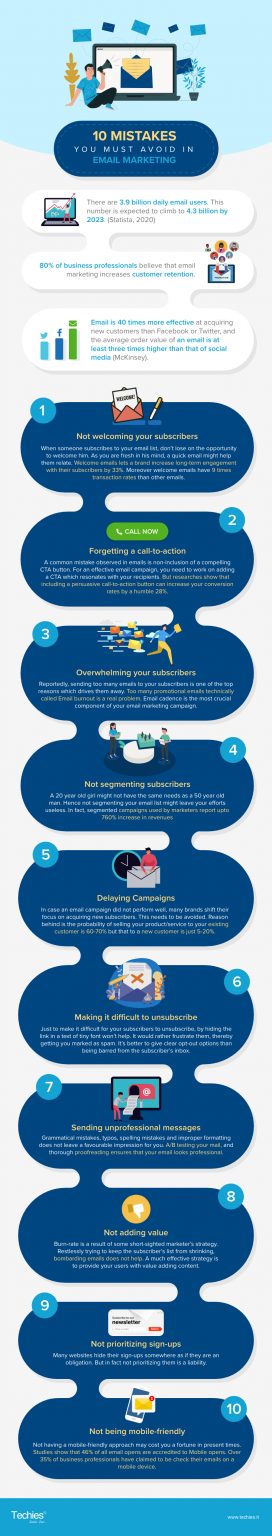 10 MISTAKES
YOU MUST AVOID IN
EMAIL MARKETING
There are 3.9 billion daily email users. This
number is expected to climb to 4.3 billion by
2023. (Statista, 2020)
80% of business professionals believe that email
marketing increases customer retention.
Email is 40 times more effective at acquiring
new customers than Facebook or Twitter, and
the average order value of an email is at
least three times higher than that of social
media (McKinsey).
1
WELCOME!
Not welcoming your subscribers
When someone subscribes to your email list, don't lose on the opportunity
to welcome him. As you are fresh in his mind, a quick email might help
them relate. Welcome emails lets a brand increase long-term engagement
with their subscribers by 33%. Moreover welcome emails have 9 times
transaction rates than other emails.
CALL NOW
2
Forgetting a call-to-action
A common mistake observed in emails is non-inclusion of a compelling
CTA button. For an effective email campaign, you need to work on adding
a CTA which resonates with your recipients. But researches show that
including a persuasive call-to-action button can increase your conversion
rates by a humble 28%.
3
Overwhelming your subscribers
Reportedly, sending too many emails to your subscribers is one of the top
reasons which drives them away. Too many promotional emails technically
called Email burnout is a real problem. Email cadence is the most crucial
component of your email marketing campaign.
4
Not segmenting subscribers
A 20 year old girl might not have the same needs as a 50 year old
man. Hence not segmenting your email list might leave your efforts
useless. In fact, segmented campaigns used by marketers report upto
760% increase in revenues
5
Delaying Campaigns
In case an email campaign did not perform well, many brands shift their
focus on acquiring new subscribers. This needs to be avoided. Reason
behind is the probability of selling your product/service to your existing
customer is 60-70% but that to a new customer is just 5-20%.
6
Making it difficult to unsubscribe
Just to make it difficult for your subscribers to unsubscribe, by hiding the
link in a text of tiny font won't help. It would rather frustrate them, thereby
getting you marked as spam. It's better to give clear opt-out options than
being barred from the subscriber's inbox.
7
Sending unprofessional messages
Grammatical mistakes, typos, spelling mistakes and improper formatting
does not leave a favourable impression for you. A/B testing your mail, and
thorough proofreading ensures that your email looks professional.
8
Not adding value
Burn-rate is a result of some short-sighted marketer's strategy.
Restlessly trying to keep the subscriber's list from shrinking,
bombarding emails does not help. A much effective strategy is
to provide your users with value adding content.
9
newsletter
Not prioritizing sign-ups
Many websites hide their sign-ups somewhere as if they are an
obligation. But in fact not prioritizing them is a liability.
10
Not being mobile-friendly
Not having a mobile-friendly approach may cost you a fortune in present times.
Studies show that 46% of all email opens are accredited to Mobile opens. Over
35% of business professionals have claimed to check their emails on a
mobile device.
Techies
www.techies.it